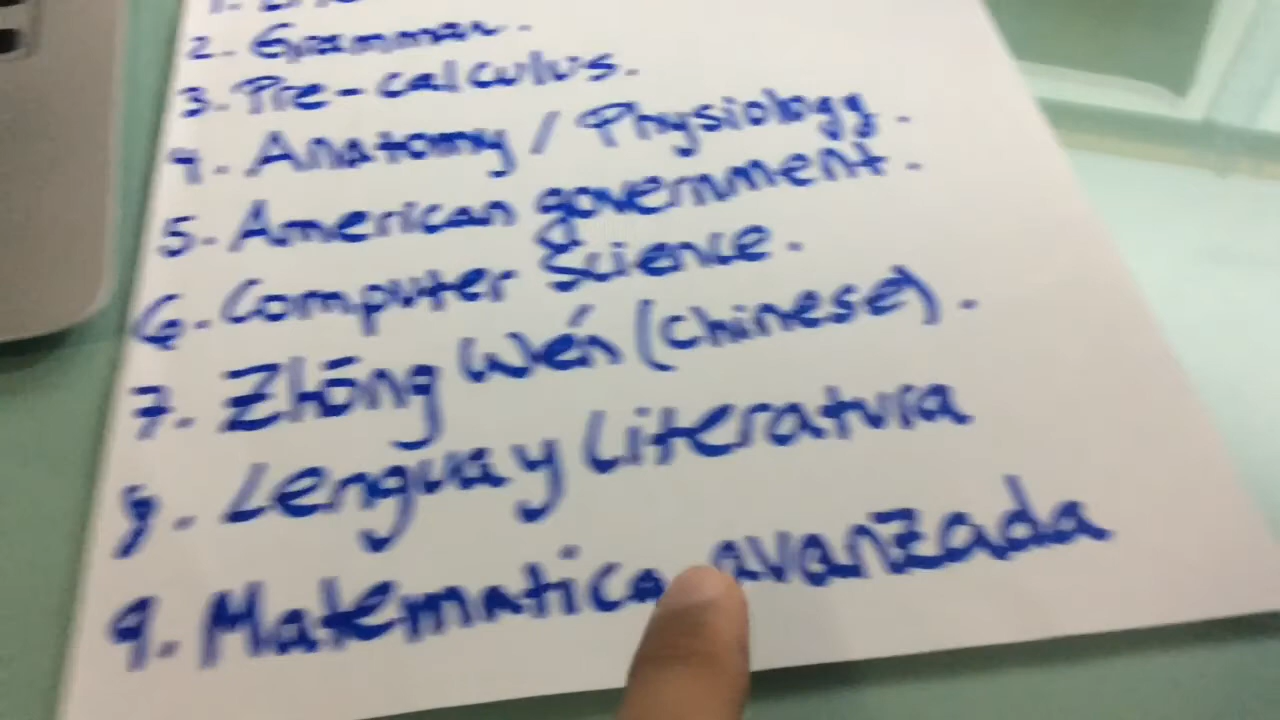 2. Grammar.
3. Pre-calculus.
4. Anatomy / Physiology.
5. American government.
6. Computer Science.
7. Zhōng Wén (chinese).
8. Lengua y Literatura
9. Matematica avanzada